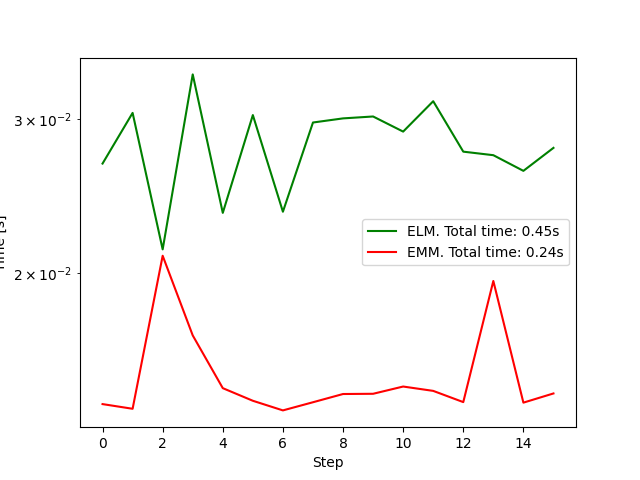 3 × 10⁻²
2 × 10⁻²
Time [s]
ELM. Total time: 0.45s
EMM. Total time: 0.24s
0 2 4 6 8 10 12 14
Step